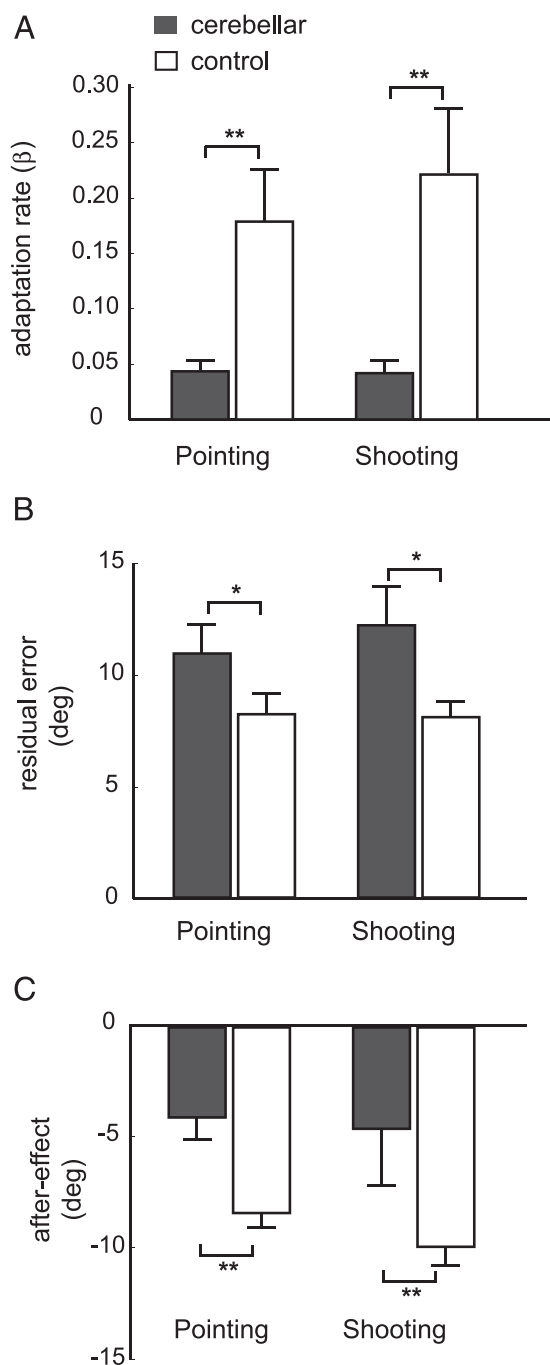 A
cerebellar
control
adaptation rate (β)
0.30
0.25
0.20
0.15
0.10
0.05
0
**
**
Pointing
Shooting
B
residual error
(deg)
15
10
5
0
*
*
Pointing
Shooting
C
after-effect
(deg)
0
-5
-10
-15
**
**
Pointing
Shooting